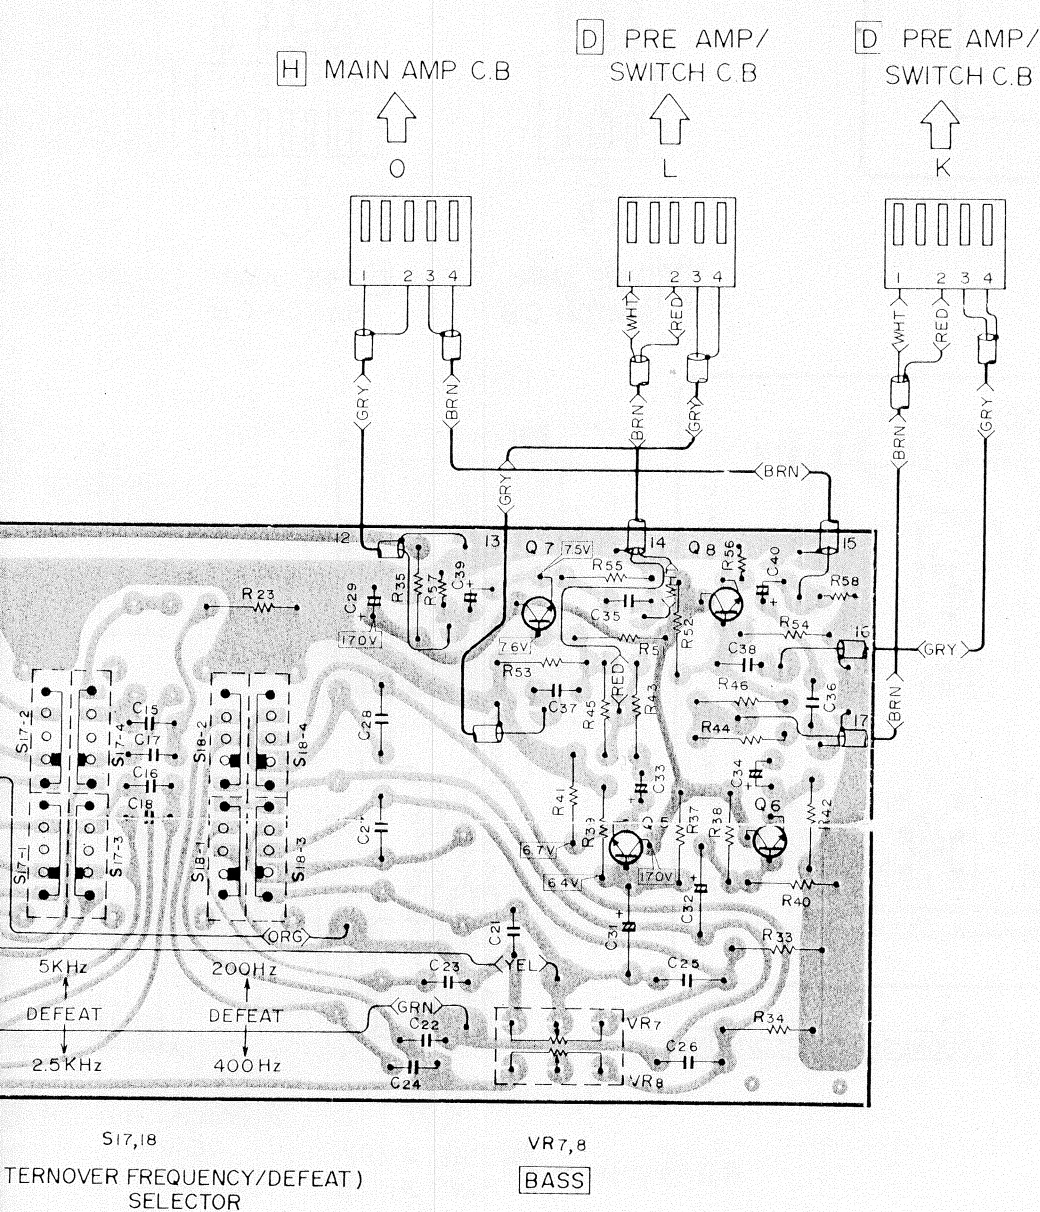 H MAIN AMP C.B
D PRE AMP/
SWITCH C.B
D PRE AMP/
SWITCH C.B
O
L
K
1 2 3 4
1 2 3 4
1 2 3 4
WHT
RED
WHT
RED
GRY
BRN
BRN
GRY
BRN
GRY
GRY
BRN
12
13
Q7
7.5V
14
Q8
R56
C40
15
R23
C29
R35
R57
C39
R55
C35
R52
R58
R54
16
17.0V
7.6V
R53
R5
C38
GRY
RED
R46
C36
BRN
C37
R45
R43
R44
17
S17-2
S17-4
C15
C17
C16
C18
S18-2
S18-4
C28
R41
C33
C34
Q6
R39
R37
R38
R42
S17-1
S17-3
S18-1
S18-3
C2
6.7V
6.4V
17.0V
C32
R40
ORG
C21
C31
R33
5KHz
200Hz
C23
YEL
C25
DEFEAT
DEFEAT
GRN
C22
VR7
R34
2.5KHz
400Hz
C24
VR8
C26
S17,18
VR7,8
TERNOVER FREQUENCY/DEFEAT)
SELECTOR
BASS